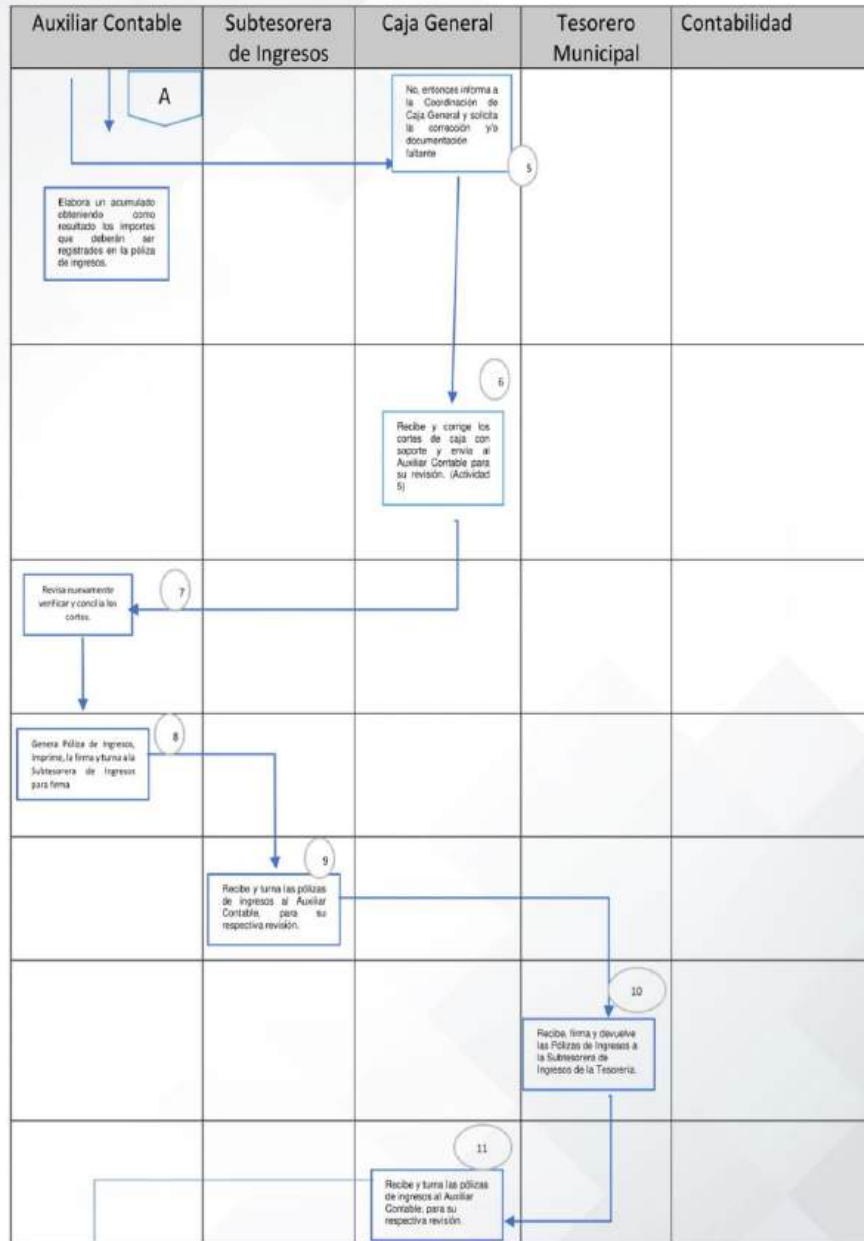 Auxiliar Contable
Subtesorera
de Ingresos
Caja General
Tesorero
Municipal
Contabilidad
A
No, entonces informa a
la Coordinación de
Caja General y solicita
la corrección y/o
documentación
faltante
5
Elabora un acumulado
obteniendo como
resultado los importes
que deberán ser
registrados en la póliza
de ingresos.
6
Recibe y corrige los
cortes de caja con
soporte y envía al
Auxiliar Contable para
su revisión. (Actividad
5)
Revisa nuevamente
verificar y concilia los
cortes.
7
Genera Póliza de Ingresos,
imprime, la firma y turna a la
Subtesorera de Ingresos
para firma
8
9
Recibe y turna las pólizas
de ingresos al Auxiliar
Contable, para su
respectiva revisión.
10
Recibe, firma y devuelve
las Pólizas de Ingresos a
la Subtesorera de
Ingresos de la Tesorería.
11
Recibe y turna las pólizas
de ingresos al Auxiliar
Contable, para su
respectiva revisión.